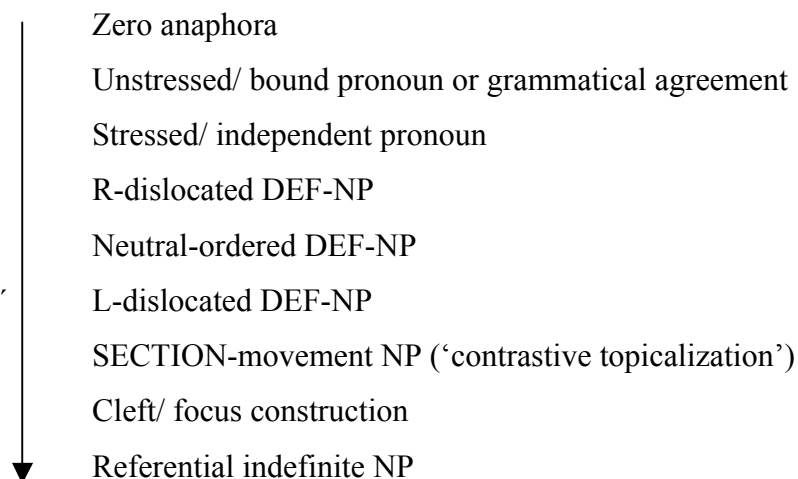 Zero anaphora
Unstressed/ bound pronoun or grammatical agreement
Stressed/ independent pronoun
R-dislocated DEF-NP
Neutral-ordered DEF-NP
L-dislocated DEF-NP
SECTION-movement NP (‘contrastive topicalization’)
Cleft/ focus construction
Referential indefinite NP